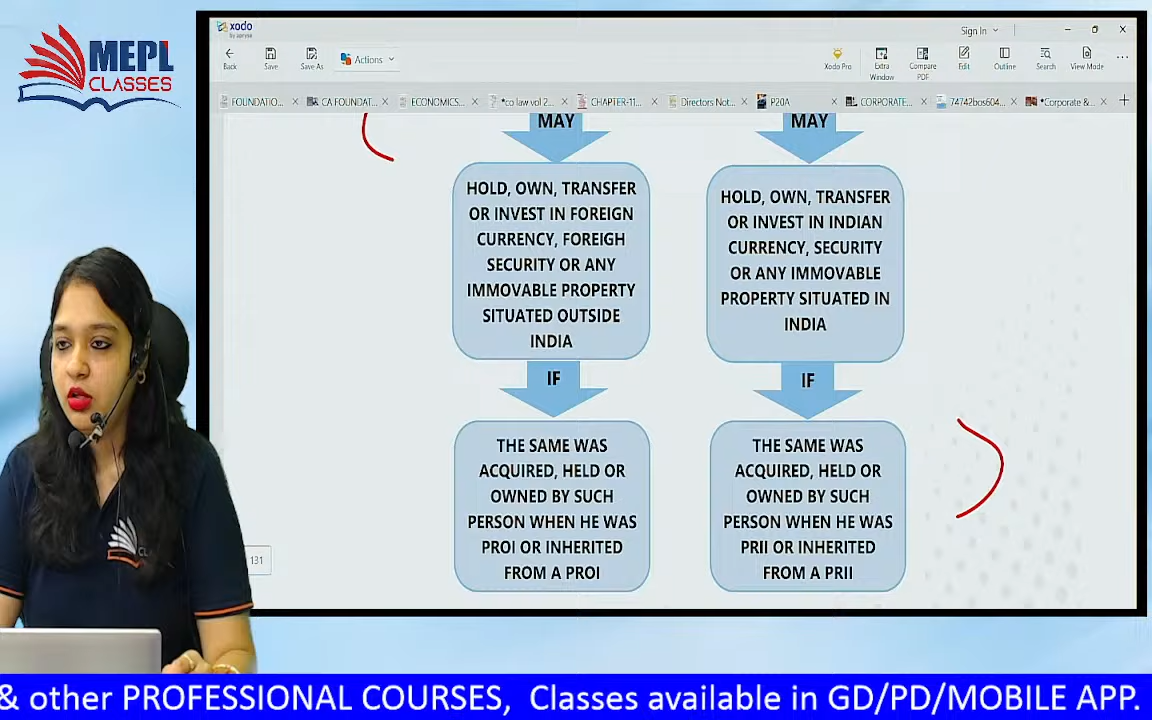 MEPL
CLASSES
xodo
by apryse
Sign In
Back
Save
Save As
Actions
Xodo Pro
Extra Window
Compare PDF
Edit
Outline
Search
View Mode
FOUNDATIO...
CA FOUNDAT...
ECONOMICS...
*co law vol 2...
CHAPTER-11...
Directors Not...
P20A
CORPORATE...
74742bos604...
*Corporate &...
MAY
HOLD, OWN, TRANSFER
OR INVEST IN FOREIGN
CURRENCY, FOREIGH
SECURITY OR ANY
IMMOVABLE PROPERTY
SITUATED OUTSIDE
INDIA
IF
THE SAME WAS
ACQUIRED, HELD OR
OWNED BY SUCH
PERSON WHEN HE WAS
PROI OR INHERITED
FROM A PROI
MAY
HOLD, OWN, TRANSFER
OR INVEST IN INDIAN
CURRENCY, SECURITY
OR ANY IMMOVABLE
PROPERTY SITUATED IN
INDIA
IF
THE SAME WAS
ACQUIRED, HELD OR
OWNED BY SUCH
PERSON WHEN HE WAS
PRII OR INHERITED
FROM A PRII
131
& other PROFESSIONAL COURSES, Classes available in GD/PD/MOBILE APP.